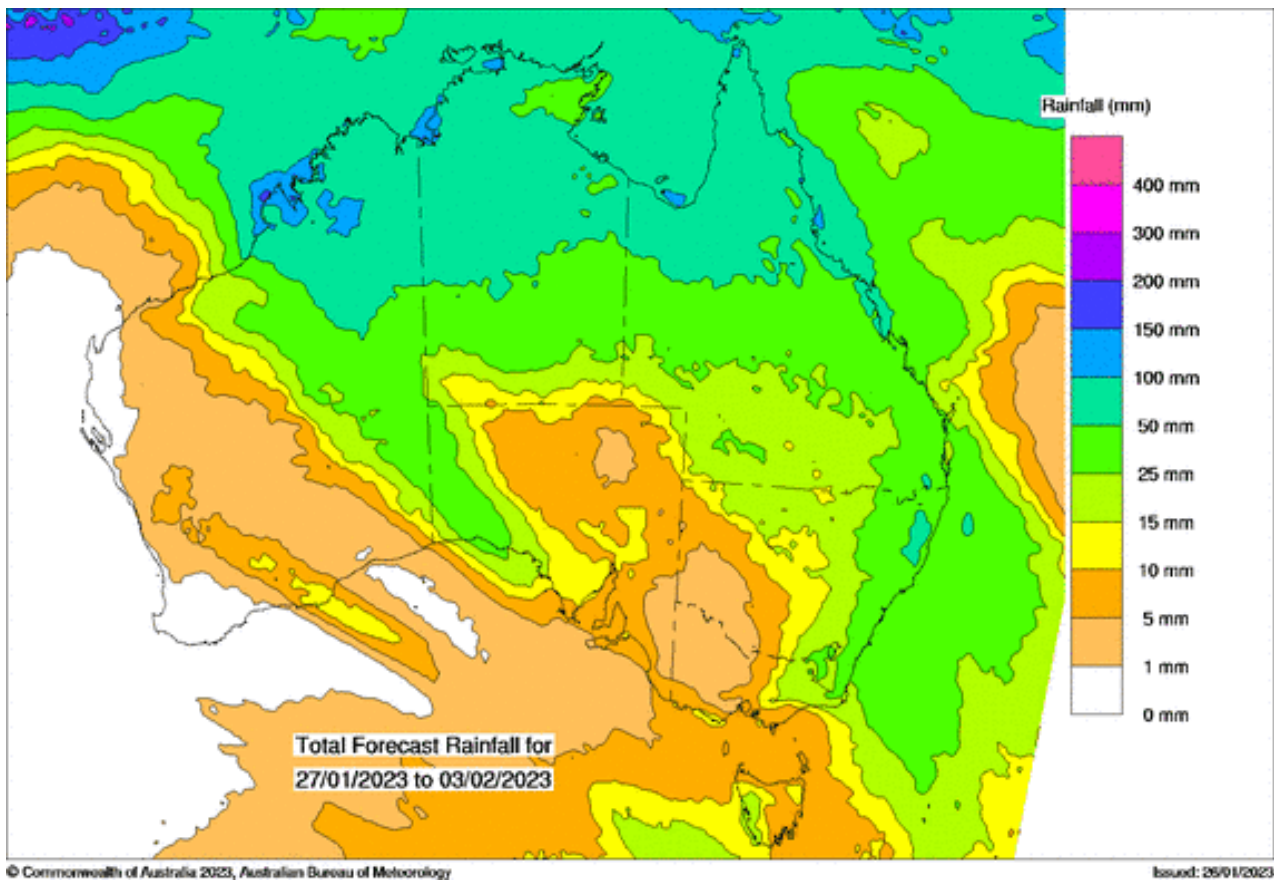 Rainfall (mm)
400 mm
300 mm
200 mm
150 mm
100 mm
50 mm
25 mm
15 mm
10 mm
5 mm
1 mm
0 mm
Total Forecast Rainfall for
27/01/2023 to 03/02/2023
© Commonwealth of Australia 2023, Australian Bureau of Meteorology
Issued: 26/01/2023